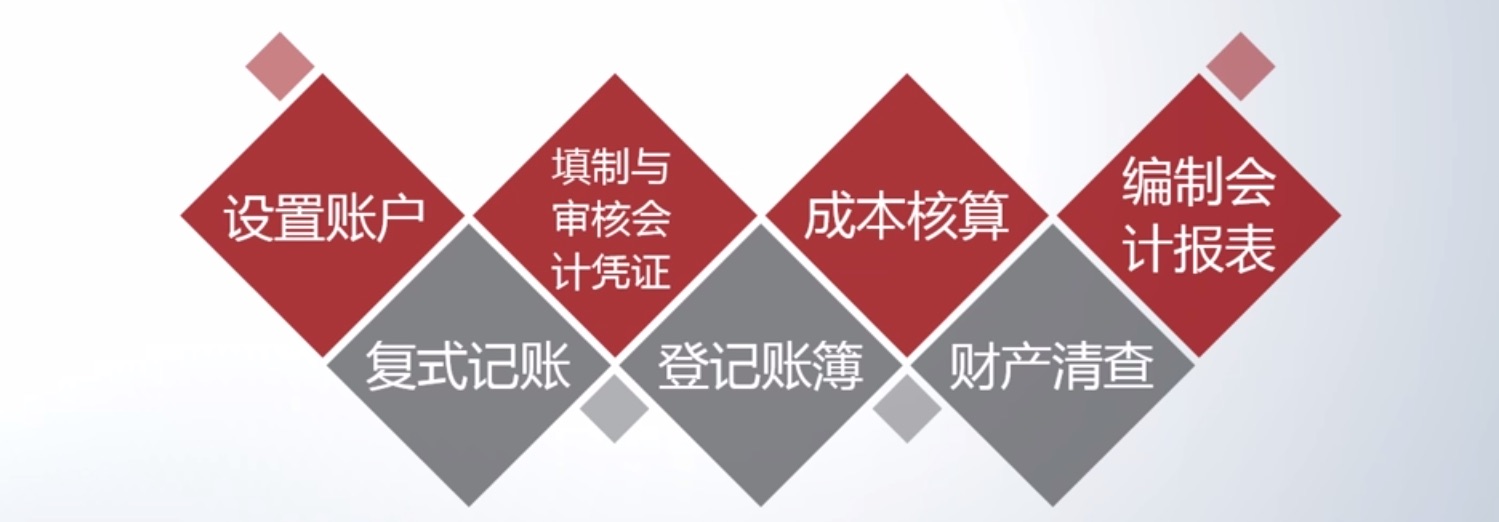 设置账户
复式记账
填制与
审核会
计凭证
登记账簿
成本核算
财产清查
编制会
计报表